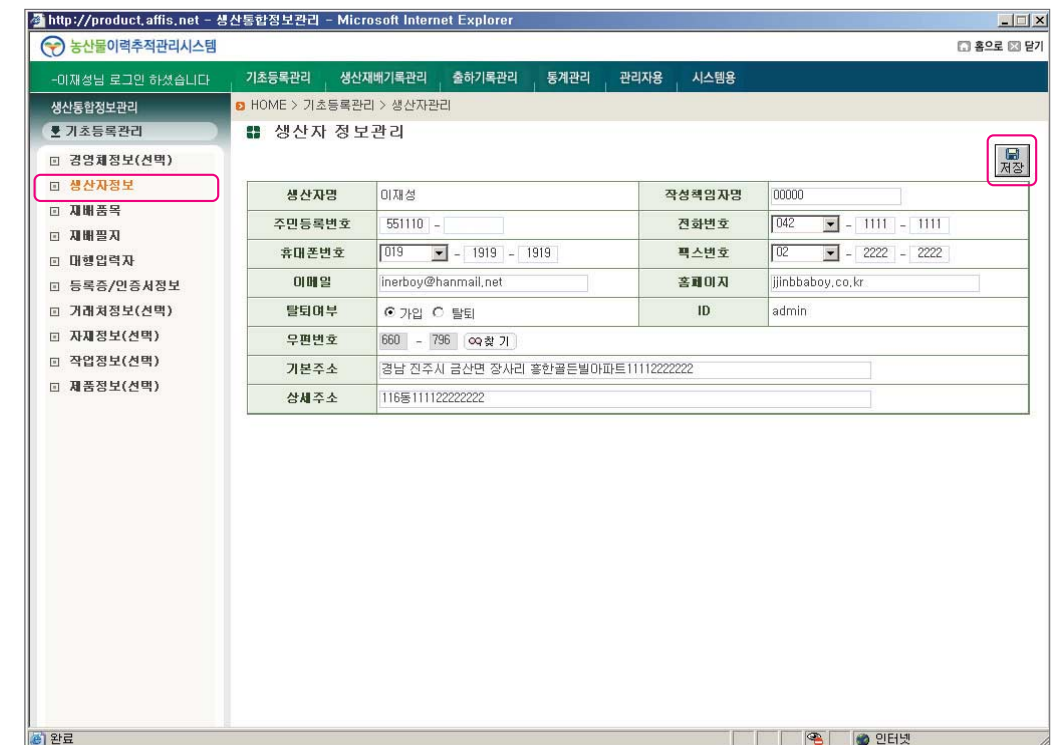 http://product.affis.net - 생산통합정보관리 - Microsoft Internet Explorer
농산물이력추적관리시스템
홈으로 닫기
-이재성님 로그인 하셨습니다
기초등록관리 생산재배기록관리 출하기록관리 통계관리 관리자용 시스템용
생산통합정보관리
HOME > 기초등록관리 > 생산자관리
기초등록관리
생산자 정보관리
저장
경영체정보(선택)
생산자정보
재배품목
재배필지
대행입력자
등록증/인증서정보
거래처정보(선택)
자재정보(선택)
작업정보(선택)
제품정보(선택)
생산자명 이재성 작성책임자명 00000
주민등록번호 551110 - 전화번호 042 - 1111 - 1111
휴대폰번호 019 - 1919 - 1919 팩스번호 02 - 2222 - 2222
이메일 inerboy@hanmail.net 홈페이지 jjinbbaboy.co.kr
탈퇴여부 가입 탈퇴 ID admin
우편번호 660 - 796 찾기
기본주소 경남 진주시 금산면 장사리 흥한골든빌아파트11112222222
상세주소 116동111122222222
완료
인터넷